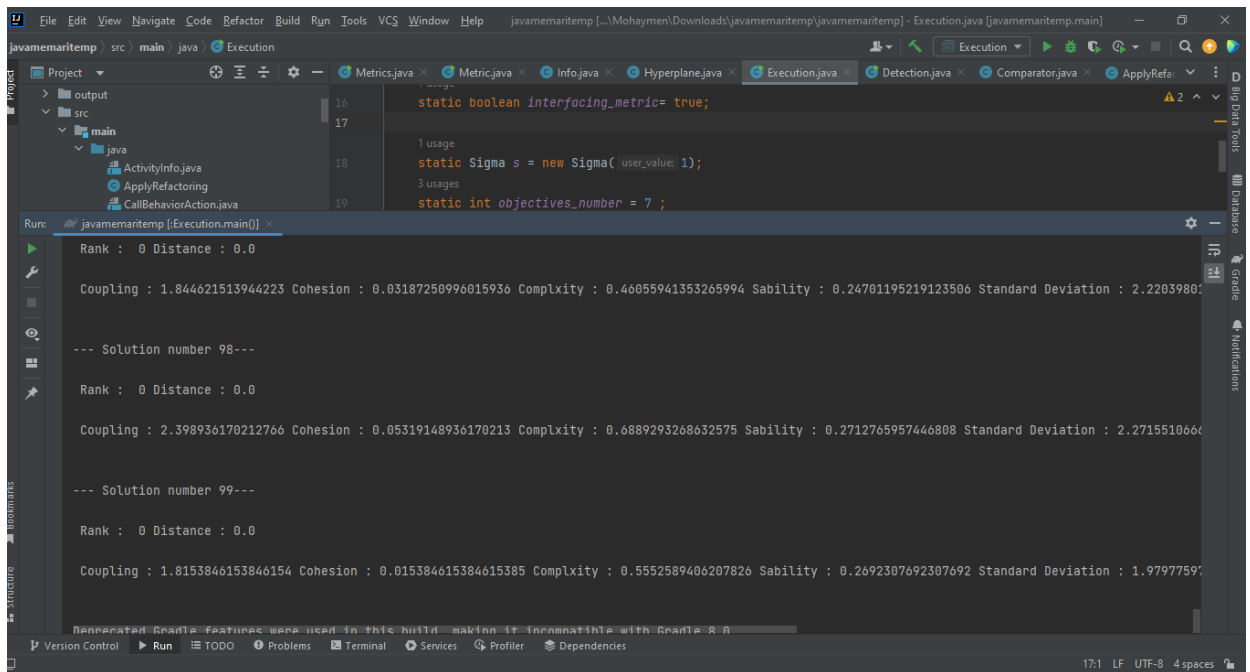 File Edit View Navigate Code Refactor Build Run Tools VCS Window Help javamemaritemp [...\Mohaymen\Downloads\javamemaritemp\javamemaritemp] - Execution.java [javamemaritemp.main]
javamemaritemp src main java Execution Execution
Project Metrics.java Metric.java Info.java Hyperplane.java Execution.java Detection.java Comparator.java ApplyRefa
Project
output
src
main
java
ActivityInfo.java
ApplyRefactoring
CallBehaviorAction.java
16 static boolean interfacing_metric= true;
2
17
1 usage
18 static Sigma s = new Sigma( user_value: 1);
3 usages
19 static int objectives_number = 7 ;
Big Data Tools
Database
Gradle
Notifications
Run: javamemaritemp [:Execution.main()]
Rank : 0 Distance : 0.0
Coupling : 1.844621513944223 Cohesion : 0.03187250996015936 Complxity : 0.46055941353265994 Sability : 0.24701195219123506 Standard Deviation : 2.2203980
--- Solution number 98---
Rank : 0 Distance : 0.0
Coupling : 2.398936170212766 Cohesion : 0.05319148936170213 Complxity : 0.6889293268632575 Sability : 0.2712765957446808 Standard Deviation : 2.271551066
--- Solution number 99---
Rank : 0 Distance : 0.0
Coupling : 1.8153846153846154 Cohesion : 0.015384615384615385 Complxity : 0.5552589406207826 Sability : 0.2692307692307692 Standard Deviation : 1.9797759
Deprecated Gradle features were used in this build, making it incompatible with Gradle 8.0
Bookmarks
Structure
Version Control Run TODO Problems Terminal Services Profiler Dependencies
17:1 LF UTF-8 4 spaces